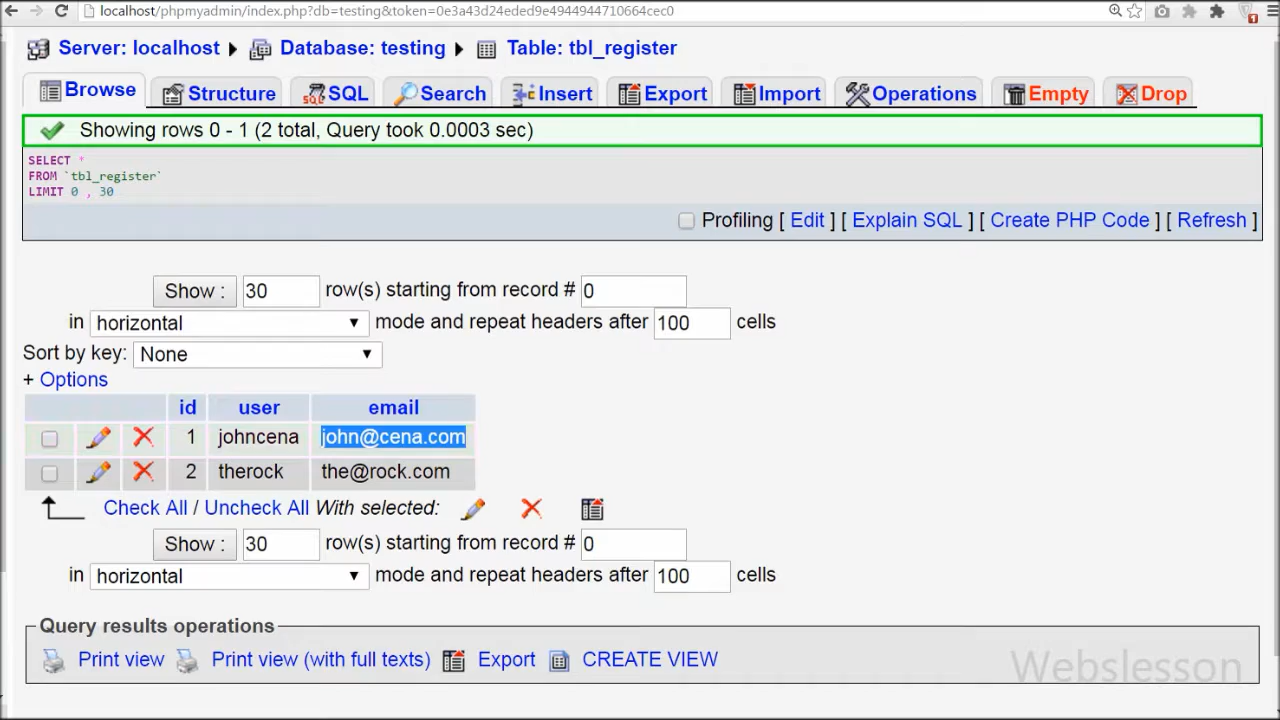 localhost/phpmyadmin/index.php?db=testing&token=0e3a43d24eded9e4944944710664cec0
1
Server: localhost Database: testing Table: tbl_register
Browse Structure SQL Search Insert Export Import Operations Empty Drop
Showing rows 0 - 1 (2 total, Query took 0.0003 sec)
SELECT *
FROM `tbl_register`
LIMIT 0 , 30
Profiling [ Edit ] [ Explain SQL ] [ Create PHP Code ] [ Refresh ]
Show : 30 row(s) starting from record # 0
in horizontal mode and repeat headers after 100 cells
Sort by key: None
+ Options
id user email
1 johncena john@cena.com
2 therock the@rock.com
Check All / Uncheck All With selected:
Show : 30 row(s) starting from record # 0
in horizontal mode and repeat headers after 100 cells
Query results operations
Print view Print view (with full texts) Export CREATE VIEW
Webslesson